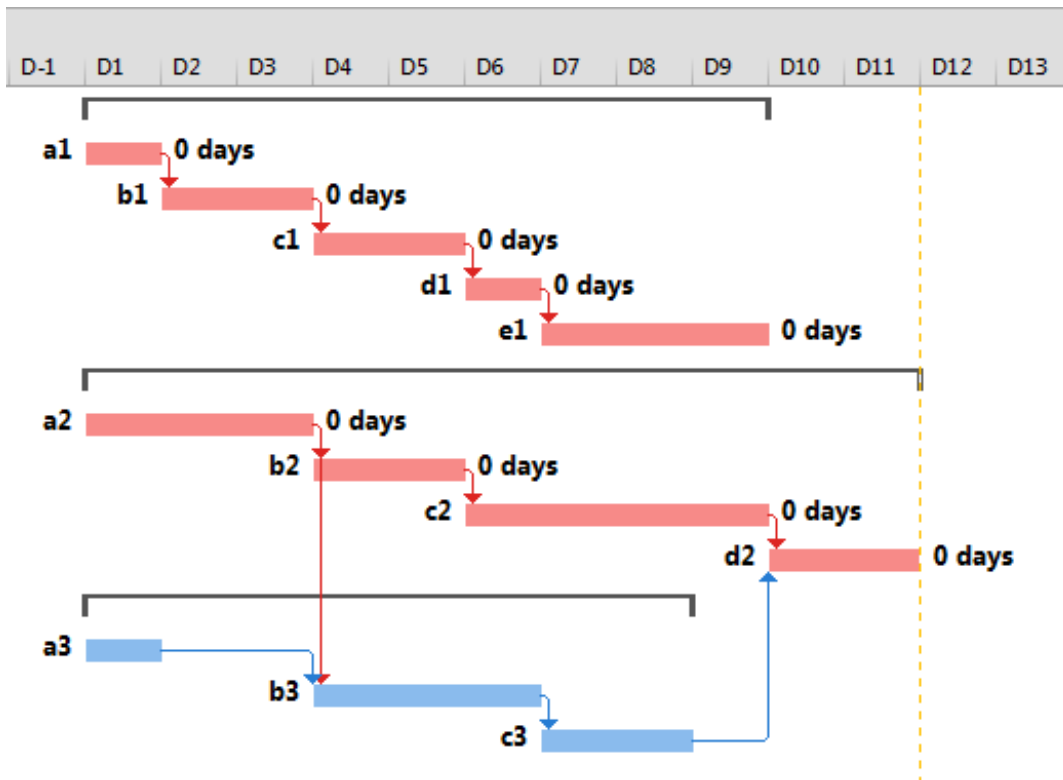 D-1 D1 D2 D3 D4 D5 D6 D7 D8 D9 D10 D11 D12 D13
a1 0 days
b1 0 days
c1 0 days
d1 0 days
e1 0 days
a2 0 days
b2 0 days
c2 0 days
d2 0 days
a3
b3
c3